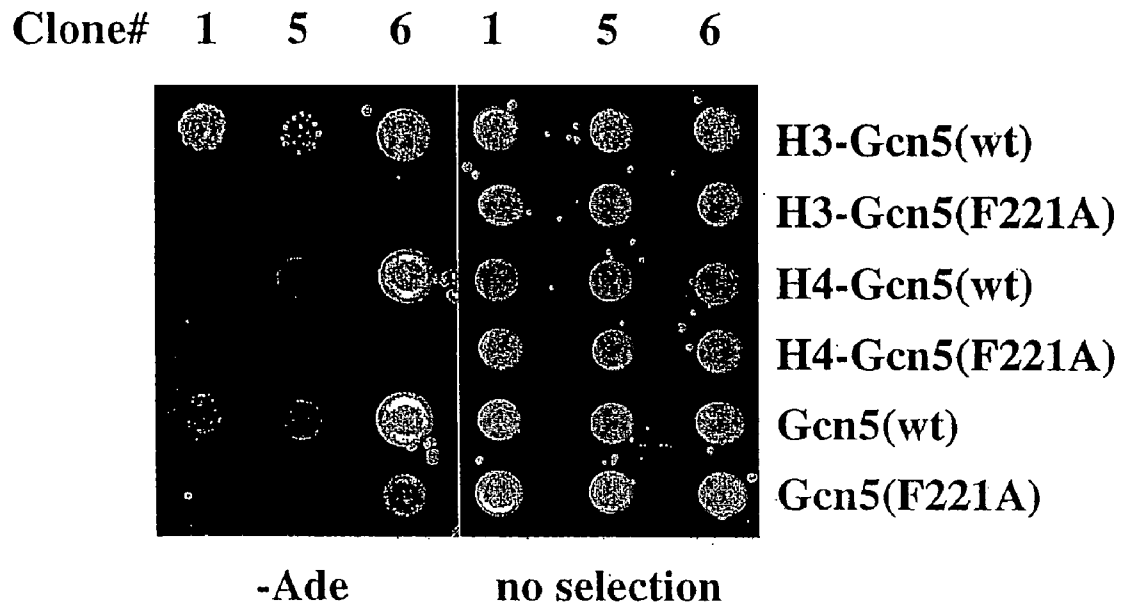 Clone# 1 5 6 1 5 6
H3-Gcn5(wt)
H3-Gcn5(F221A)
H4-Gcn5(wt)
H4-Gcn5(F221A)
Gcn5(wt)
Gcn5(F221A)
-Ade no selection